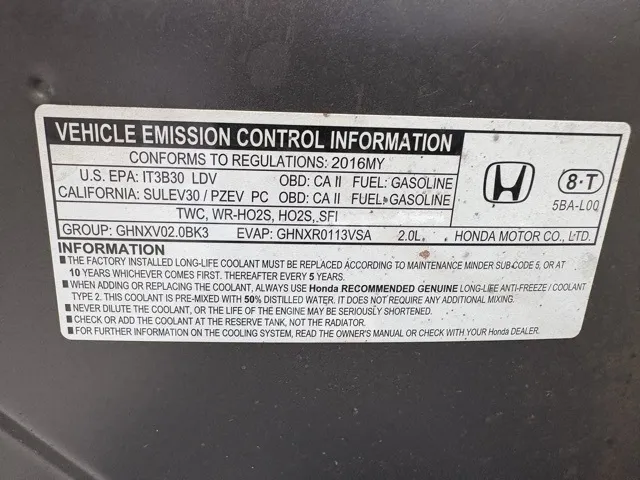 VEHICLE EMISSION CONTROL INFORMATION
CONFORMS TO REGULATIONS: 2016MY
U.S. EPA: IT3B30 LDV OBD: CA II FUEL: GASOLINE
CALIFORNIA: SULEV30 / PZEV PC OBD: CA II FUEL: GASOLINE
TWC, WR-HO2S, HO2S, SFI
GROUP: GHNXV02.0BK3 EVAP: GHNXR0113VSA 2.0L HONDA MOTOR CO., LTD.
8·T
5BA-L00
INFORMATION
■ THE FACTORY INSTALLED LONG-LIFE COOLANT MUST BE REPLACED ACCORDING TO MAINTENANCE MINDER SUB-CODE 5, OR AT
10 YEARS WHICHEVER COMES FIRST. THEREAFTER EVERY 5 YEARS.
■ WHEN ADDING OR REPLACING THE COOLANT, ALWAYS USE Honda RECOMMENDED GENUINE LONG-LIFE ANTI-FREEZE / COOLANT
TYPE 2. THIS COOLANT IS PRE-MIXED WITH 50% DISTILLED WATER. IT DOES NOT REQUIRE ANY ADDITIONAL MIXING.
■ NEVER DILUTE THE COOLANT, OR THE LIFE OF THE ENGINE MAY BE SERIOUSLY SHORTENED.
■ CHECK OR ADD THE COOLANT AT THE RESERVE TANK, NOT THE RADIATOR.
■ FOR FURTHER INFORMATION ON THE COOLING SYSTEM, READ THE OWNER'S MANUAL OR CHECK WITH YOUR Honda DEALER.